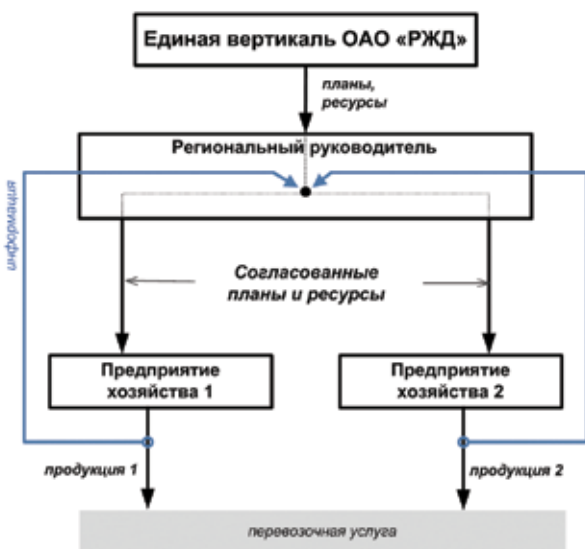 Единая вертикаль ОАО «РЖД»
планы,
ресурсы
Региональный руководитель
информация
Согласованные
планы и ресурсы
Предприятие
хозяйства 1
Предприятие
хозяйства 2
продукция 1
продукция 2
перевозочная услуга